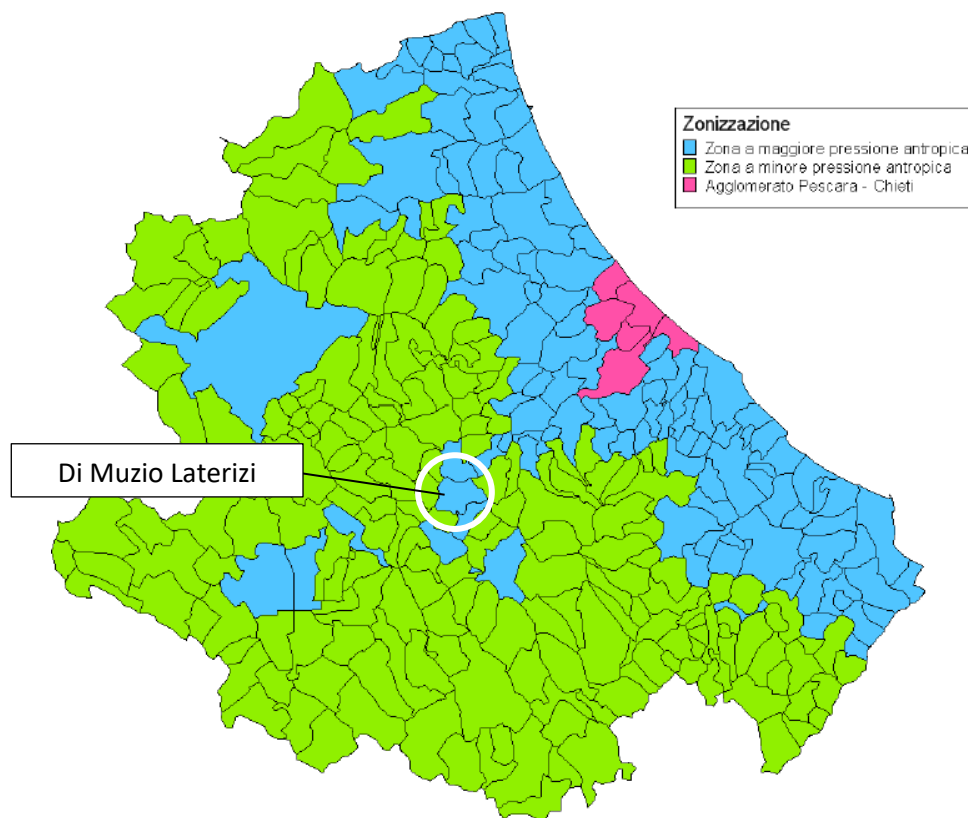 Zonizzazione
Zona a maggiore pressione antropica
Zona a minore pressione antropica
Agglomerato Pescara - Chieti
Di Muzio Laterizi